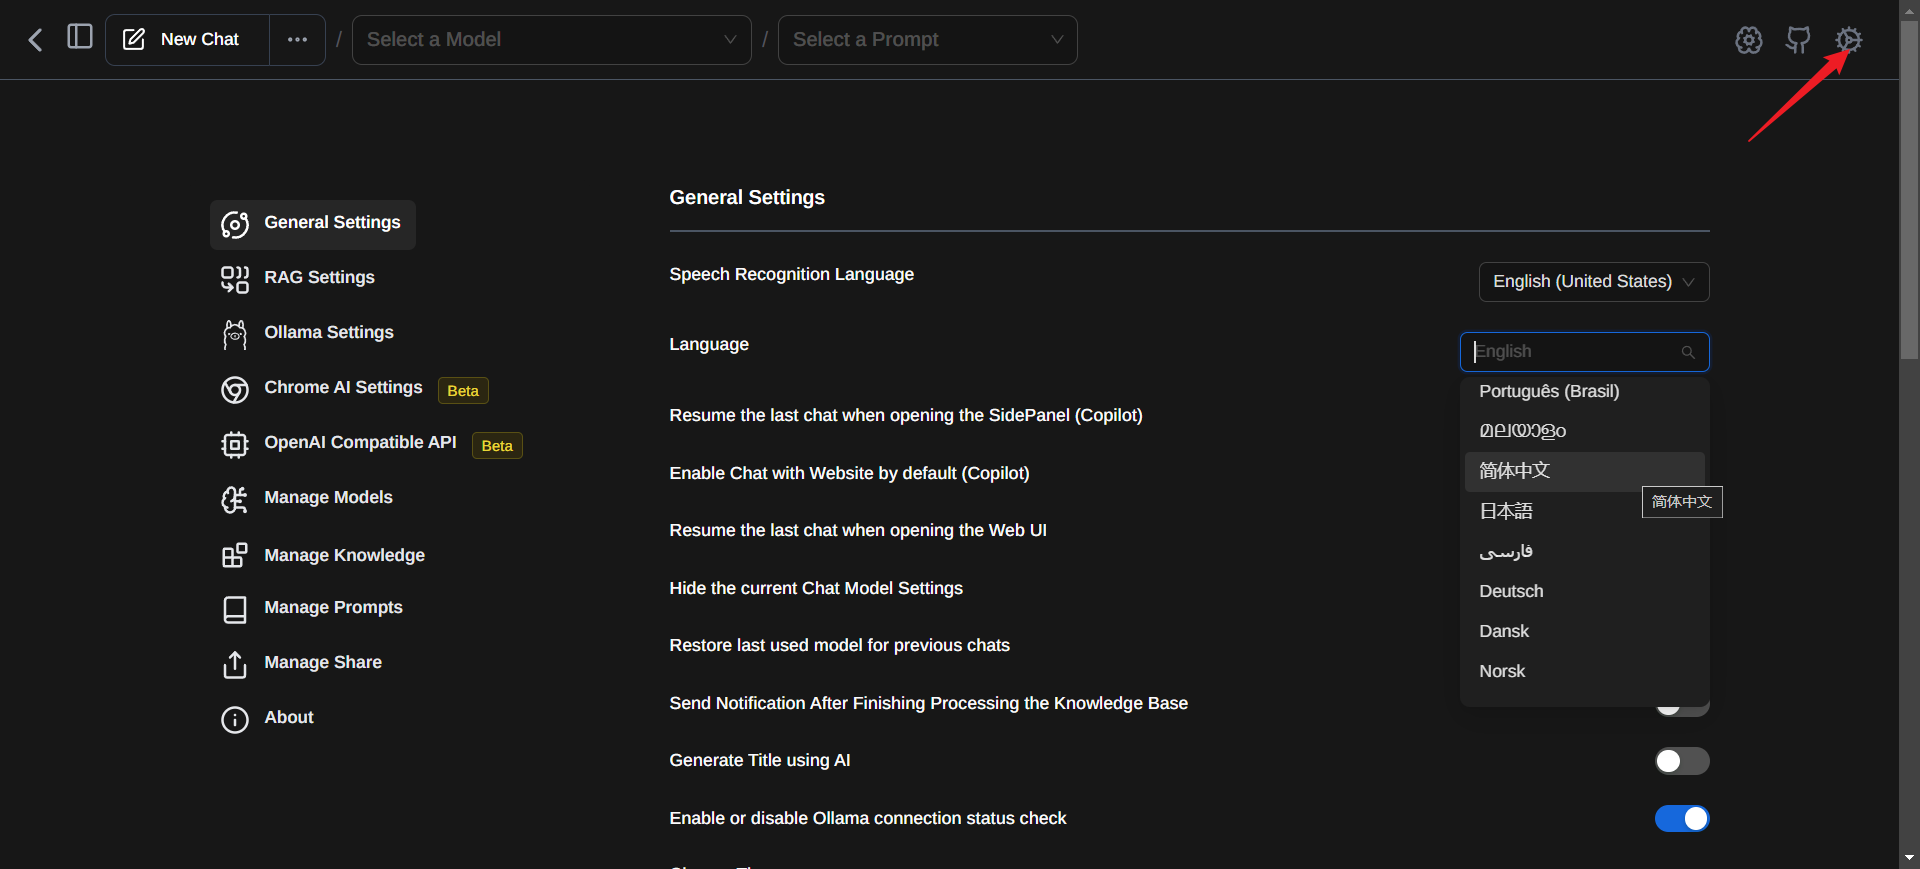 New Chat
/
Select a Model
/
Select a Prompt
General Settings
RAG Settings
Ollama Settings
Chrome AI Settings Beta
OpenAI Compatible API Beta
Manage Models
Manage Knowledge
Manage Prompts
Manage Share
About
General Settings
Speech Recognition Language
English (United States)
Language
English
Português (Brasil)
മലയാളം
简体中文
简体中文
日本語
فارسی
Deutsch
Dansk
Norsk
Resume the last chat when opening the SidePanel (Copilot)
Enable Chat with Website by default (Copilot)
Resume the last chat when opening the Web UI
Hide the current Chat Model Settings
Restore last used model for previous chats
Send Notification After Finishing Processing the Knowledge Base
Generate Title using AI
Enable or disable Ollama connection status check